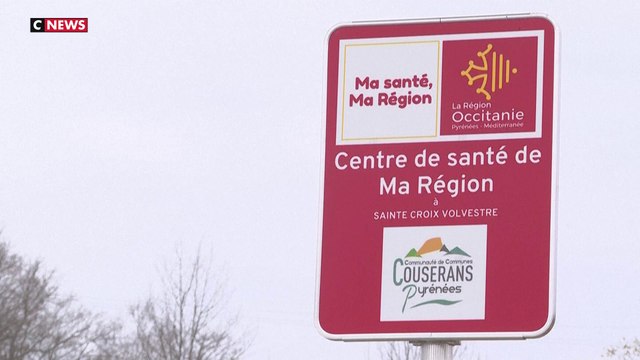 CNEWS
Ma santé,
Ma Région
La Région
Occitanie
Pyrénées - Méditerranée
Centre de santé de
Ma Région
à
SAINTE CROIX VOLVESTRE
Communauté de Communes
COUSERANS
Pyrénées
© CNEWS